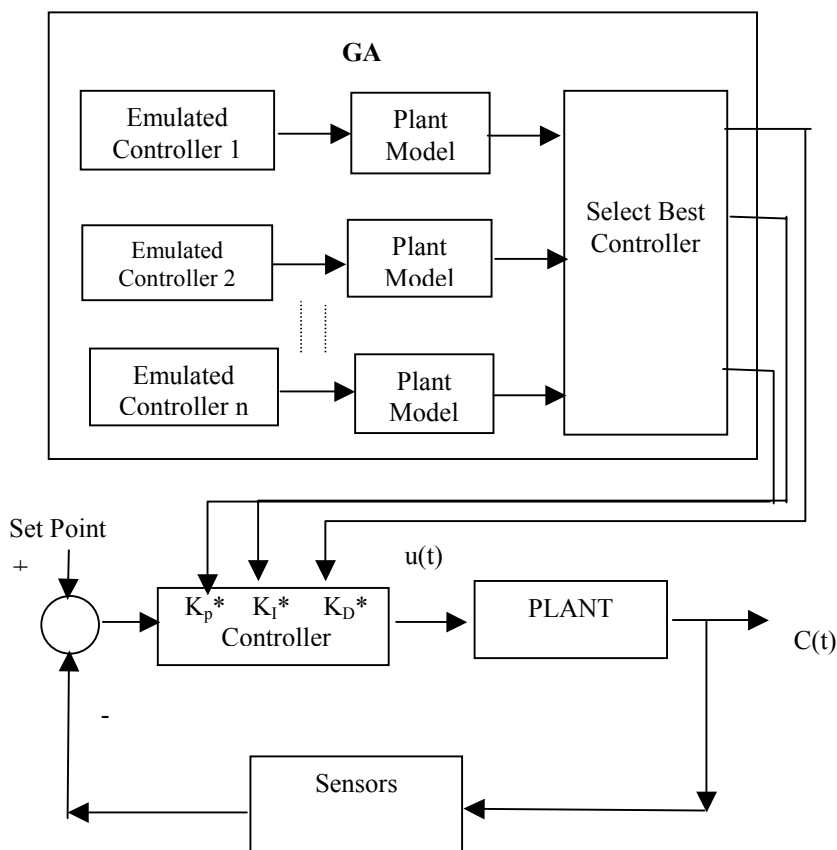 GA
Emulated
Controller 1
Plant
Model
Select Best
Controller
Emulated
Controller 2
Plant
Model
Emulated
Controller n
Plant
Model
Set Point
+
u(t)
Kp* KI* KD*
Controller
PLANT
C(t)
-
Sensors